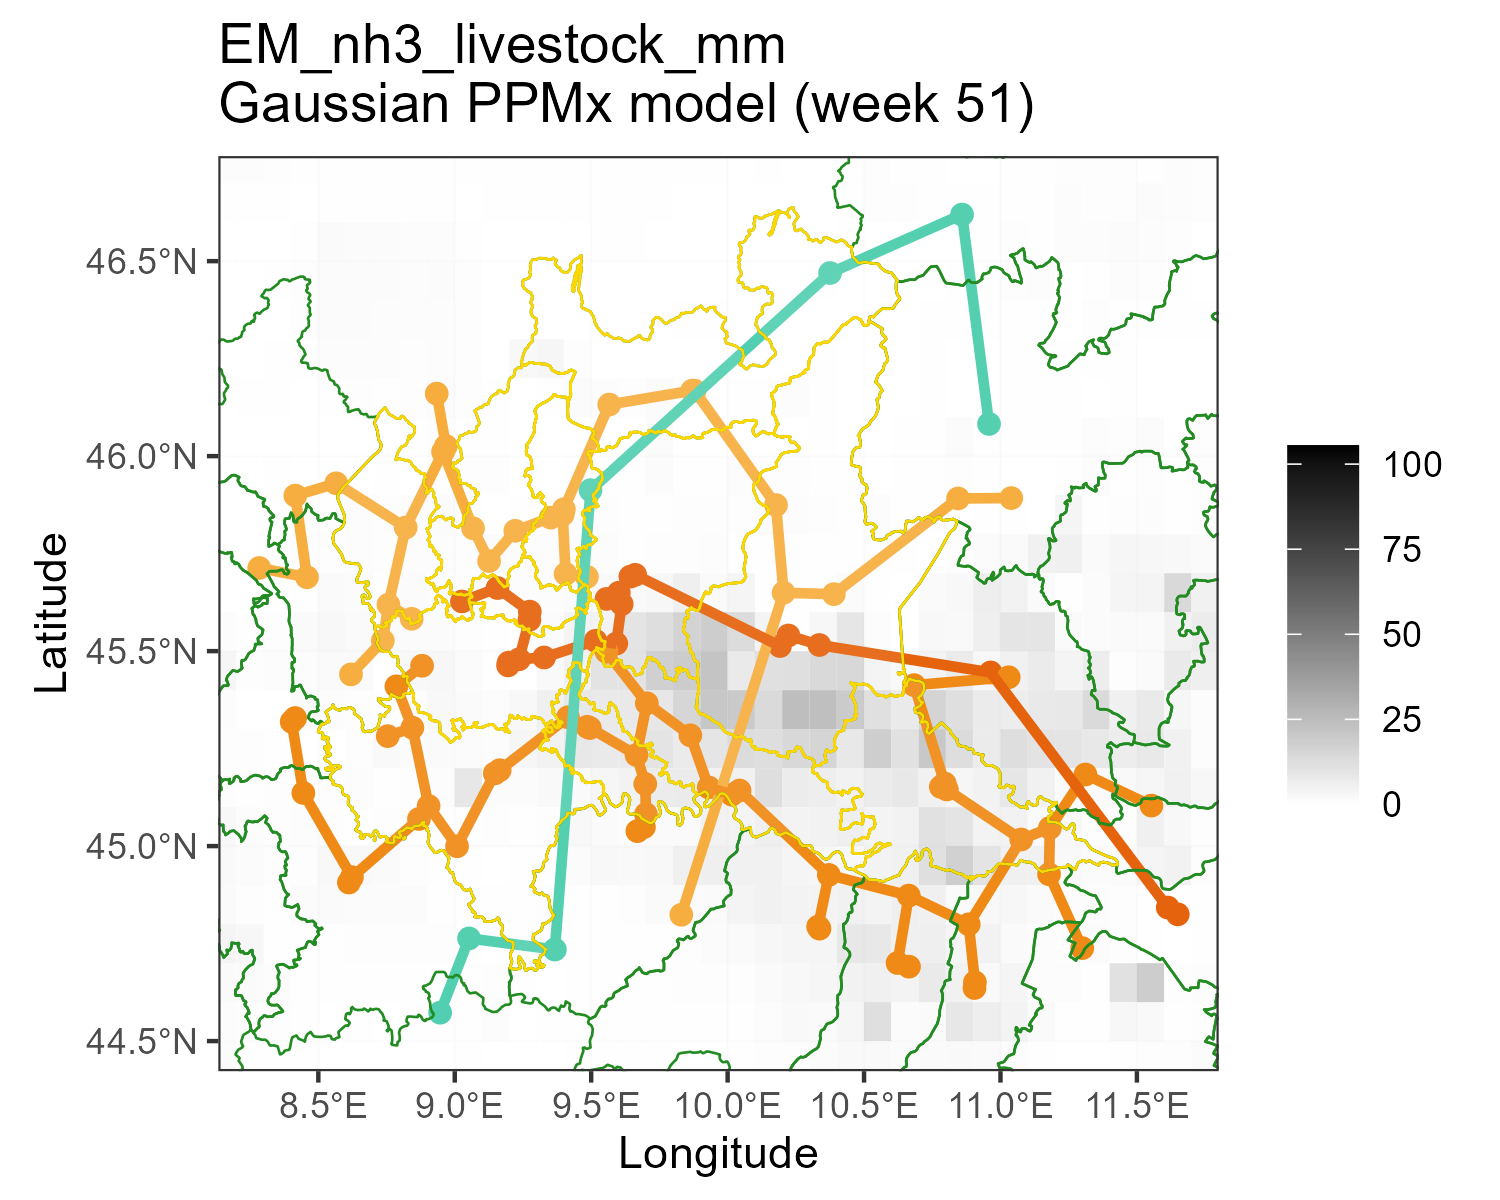 EM_nh3_livestock_mm
Gaussian PPMx model (week 51)
46.5°N
46.0°N
45.5°N
45.0°N
44.5°N
Latitude
8.5°E 9.0°E 9.5°E 10.0°E 10.5°E 11.0°E 11.5°E
Longitude
100
75
50
25
0